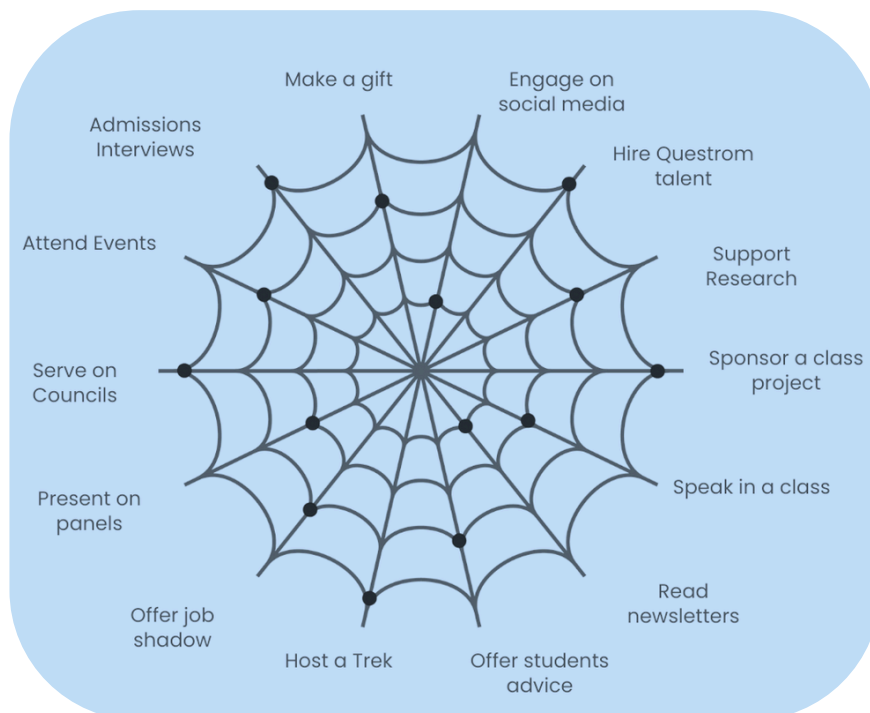 Make a gift
Engage on
social media
Admissions
Interviews
Hire Questrom
talent
Attend Events
Support
Research
Serve on
Councils
Sponsor a class
project
Present on
panels
Speak in a class
Offer job
shadow
Read
newsletters
Host a Trek
Offer students
advice